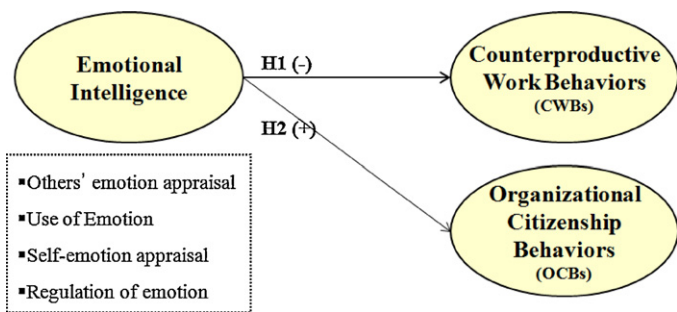 Emotional
Intelligence
H1 (-)
H2 (+)
Counterproductive
Work Behaviors
(CWBs)
Organizational
Citizenship
Behaviors
(OCBs)
▪Others’ emotion appraisal
▪Use of Emotion
▪Self-emotion appraisal
▪Regulation of emotion